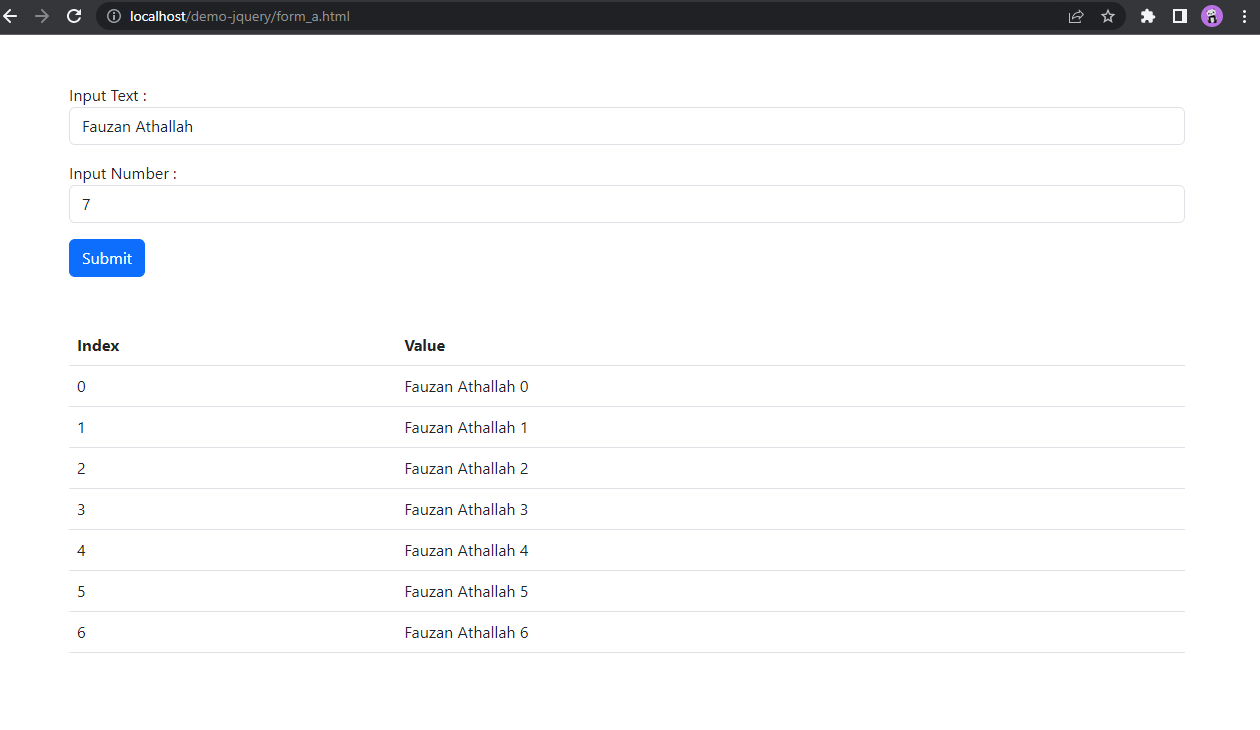 localhost/demo-jquery/form_a.html
Input Text :
Fauzan Athallah
Input Number :
7
Submit
Index Value
0 Fauzan Athallah 0
1 Fauzan Athallah 1
2 Fauzan Athallah 2
3 Fauzan Athallah 3
4 Fauzan Athallah 4
5 Fauzan Athallah 5
6 Fauzan Athallah 6